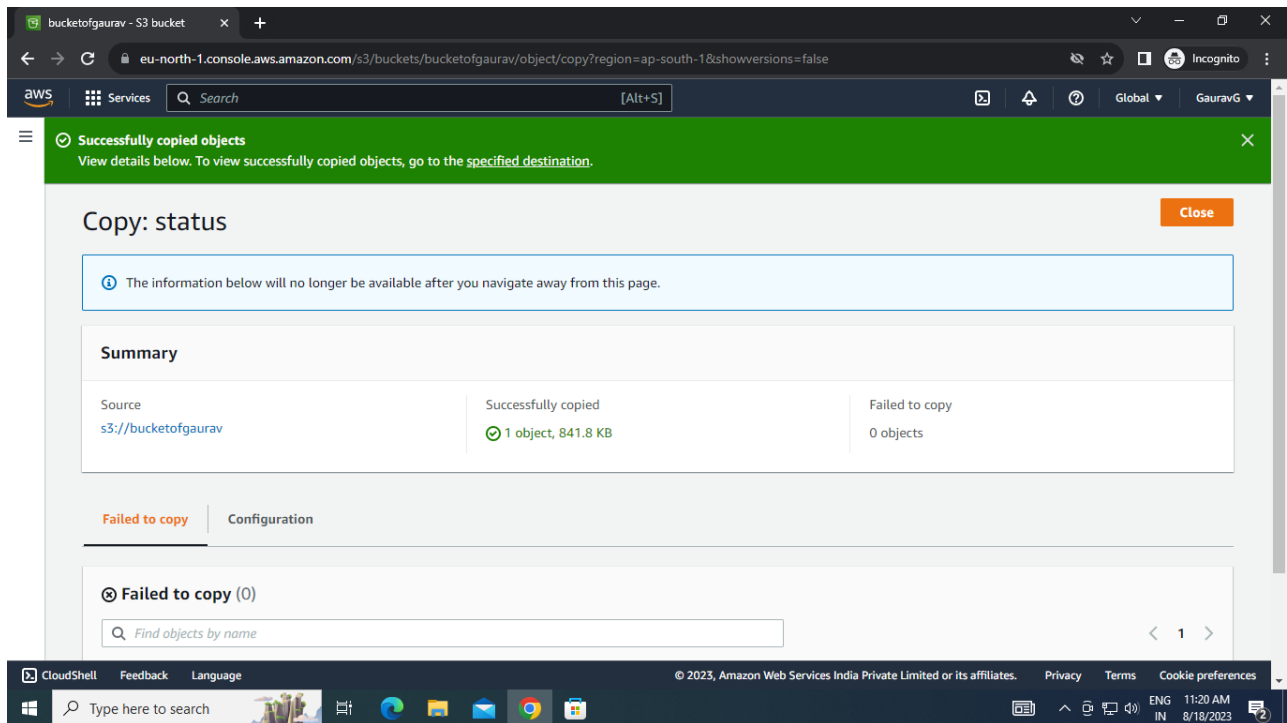 bucketofgaurav - S3 bucket
eu-north-1.console.aws.amazon.com/s3/buckets/bucketofgaurav/object/copy?region=ap-south-1&showversions=false
Incognito
aws
Services
Search
[Alt+S]
Global
GauravG
Successfully copied objects
View details below. To view successfully copied objects, go to the specified destination.
Copy: status
Close
The information below will no longer be available after you navigate away from this page.
Summary
Source
s3://bucketofgaurav
Successfully copied
1 object, 841.8 KB
Failed to copy
0 objects
Failed to copy
Configuration
Failed to copy (0)
Find objects by name
1
CloudShell
Feedback
Language
© 2023, Amazon Web Services India Private Limited or its affiliates.
Privacy
Terms
Cookie preferences
Type here to search
ENG
IN
11:20 AM
8/18/2023
2